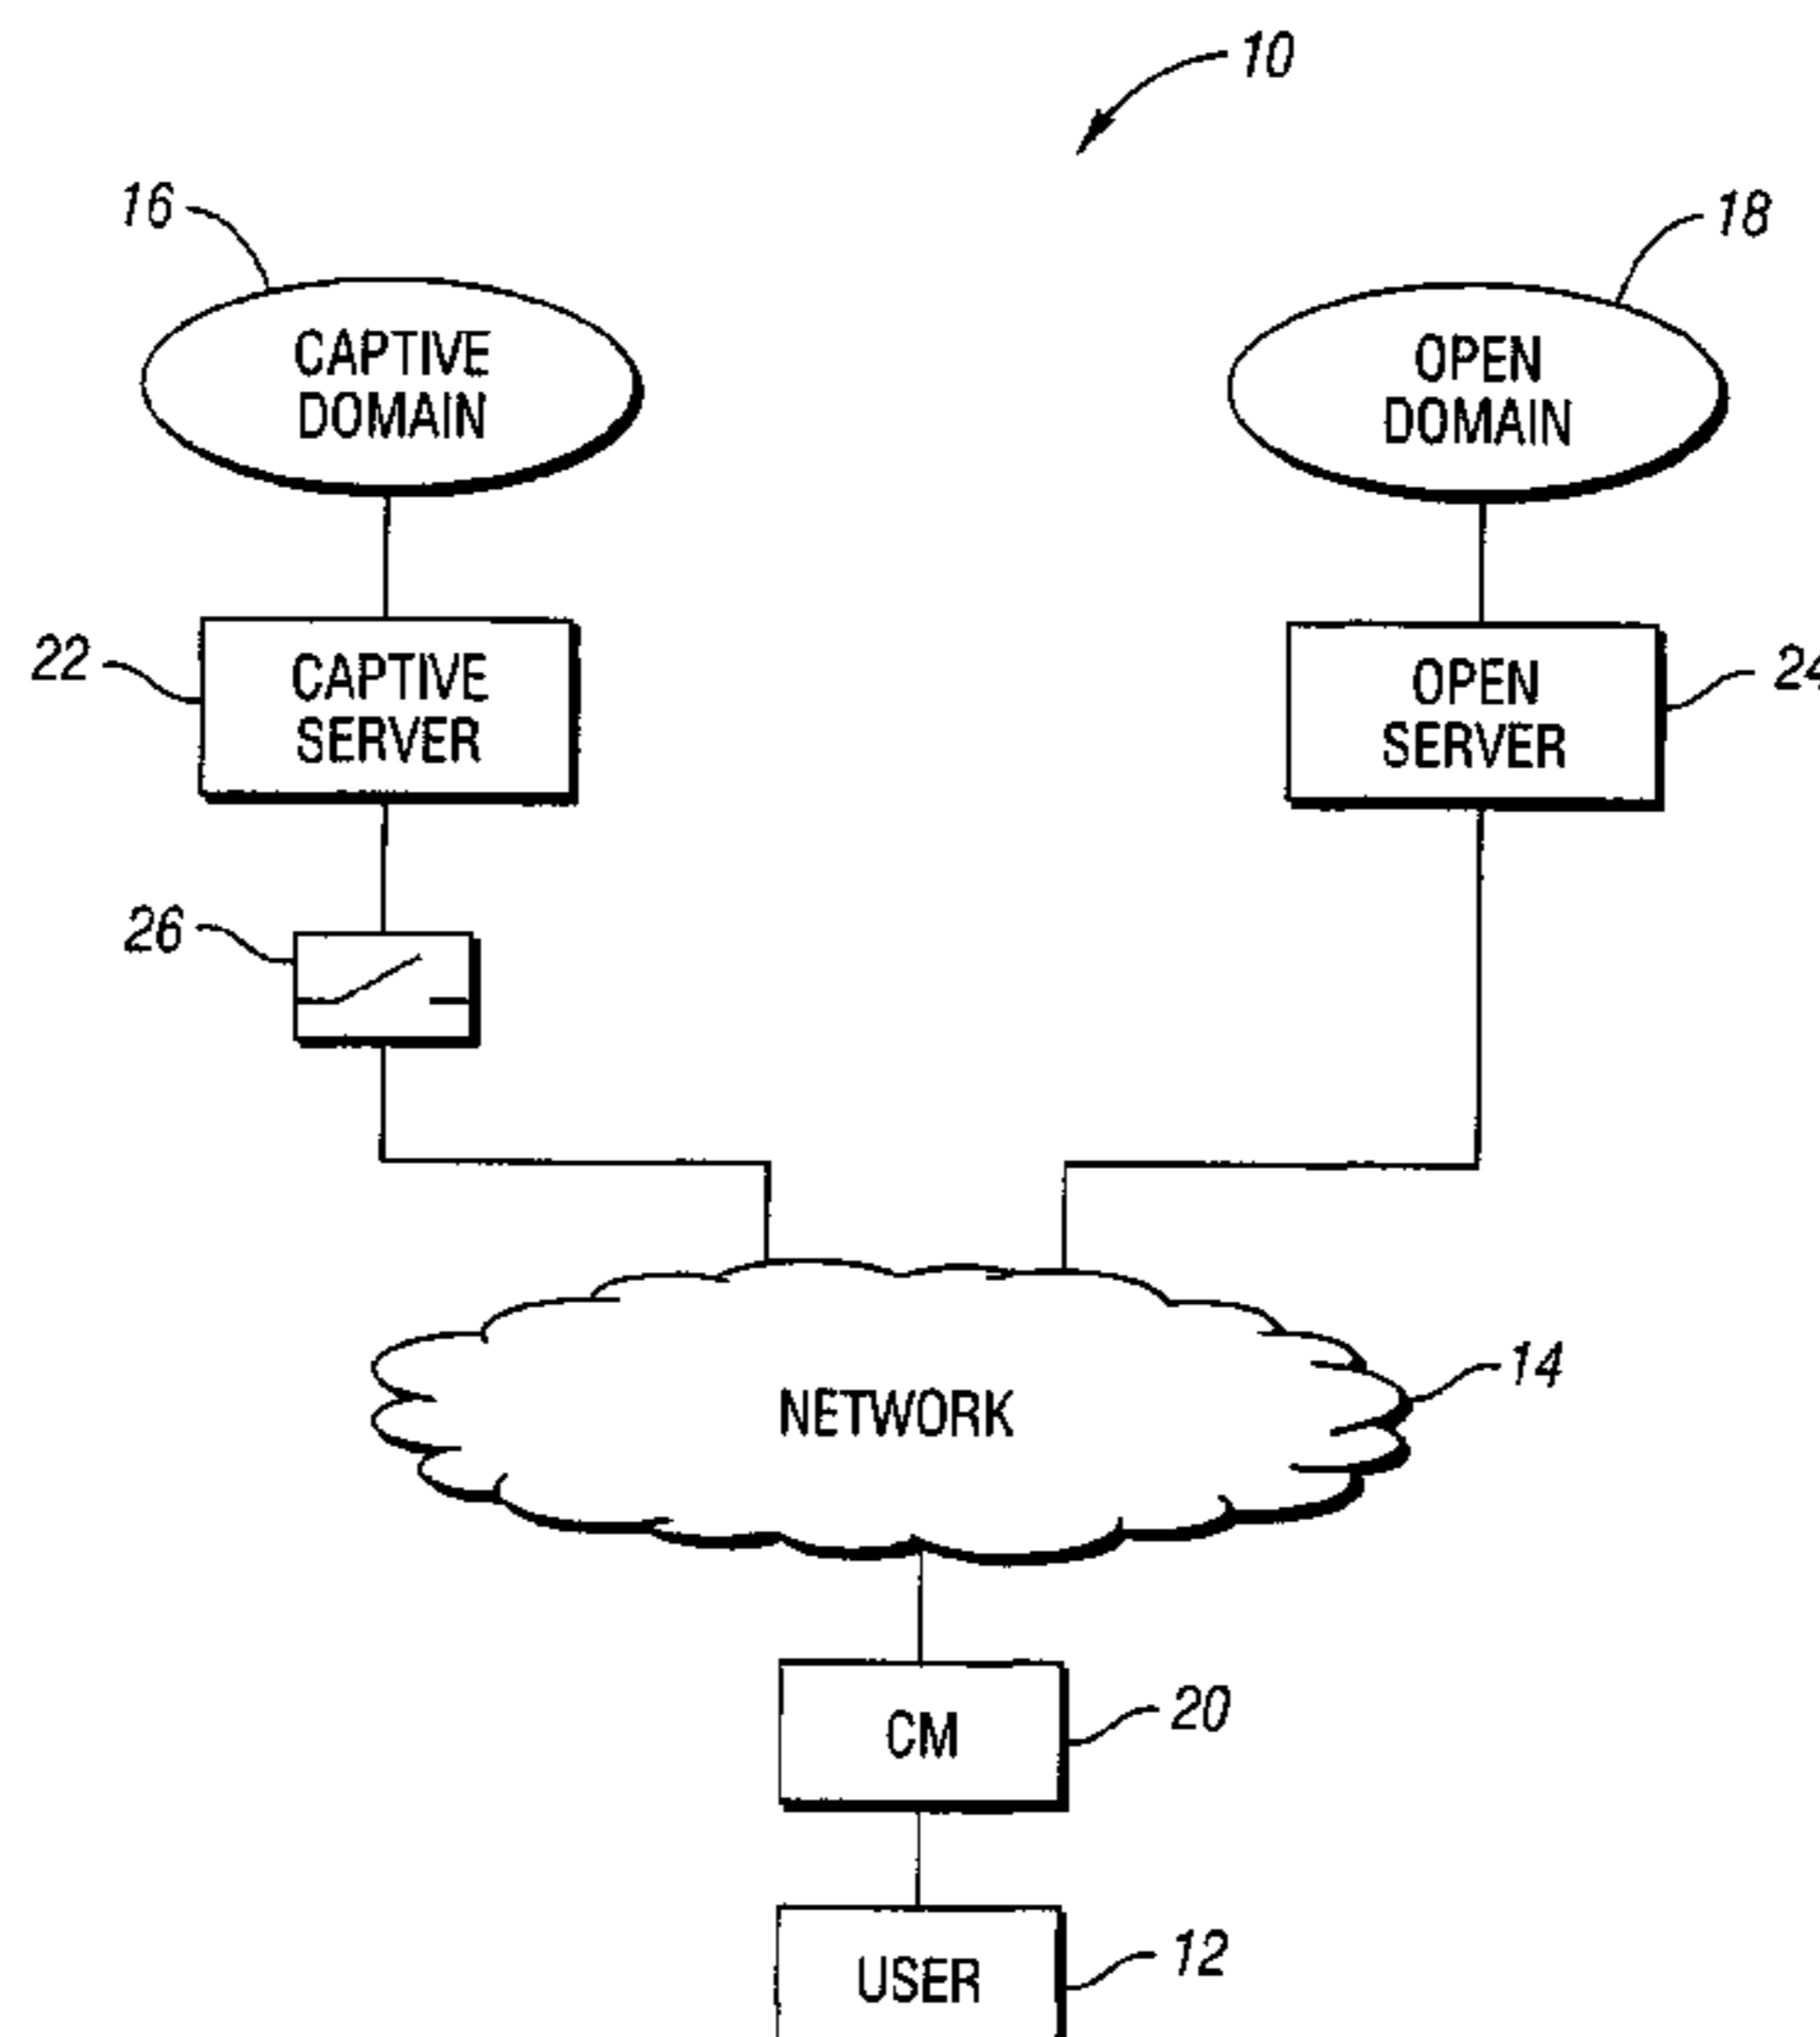 10
16
18
CAPTIVE
DOMAIN
OPEN
DOMAIN
22
CAPTIVE
SERVER
OPEN
SERVER
24
26
NETWORK
14
CM
20
USER
12